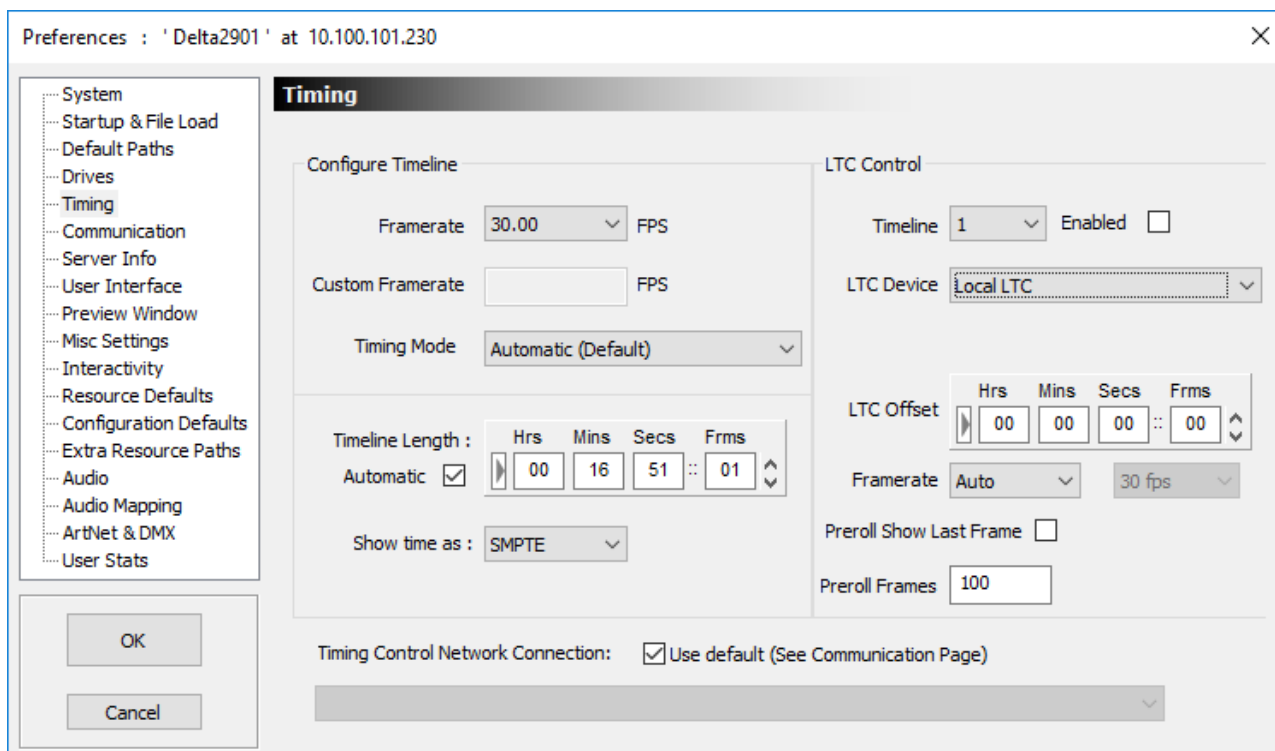 Preferences : ' Delta2901 ' at 10.100.101.230
System
Startup & File Load
Default Paths
Drives
Timing
Communication
Server Info
User Interface
Preview Window
Misc Settings
Interactivity
Resource Defaults
Configuration Defaults
Extra Resource Paths
Audio
Audio Mapping
ArtNet & DMX
User Stats
OK
Cancel
Timing
Configure Timeline
Framerate 30.00 FPS
Custom Framerate FPS
Timing Mode Automatic (Default)
Hrs Mins Secs Frms
Timeline Length :
Automatic 00 16 51 :: 01
Show time as : SMPTE
LTC Control
Timeline 1 Enabled
LTC Device Local LTC
Hrs Mins Secs Frms
LTC Offset 00 00 00 :: 00
Framerate Auto 30 fps
Preroll Show Last Frame
Preroll Frames 100
Timing Control Network Connection: Use default (See Communication Page)